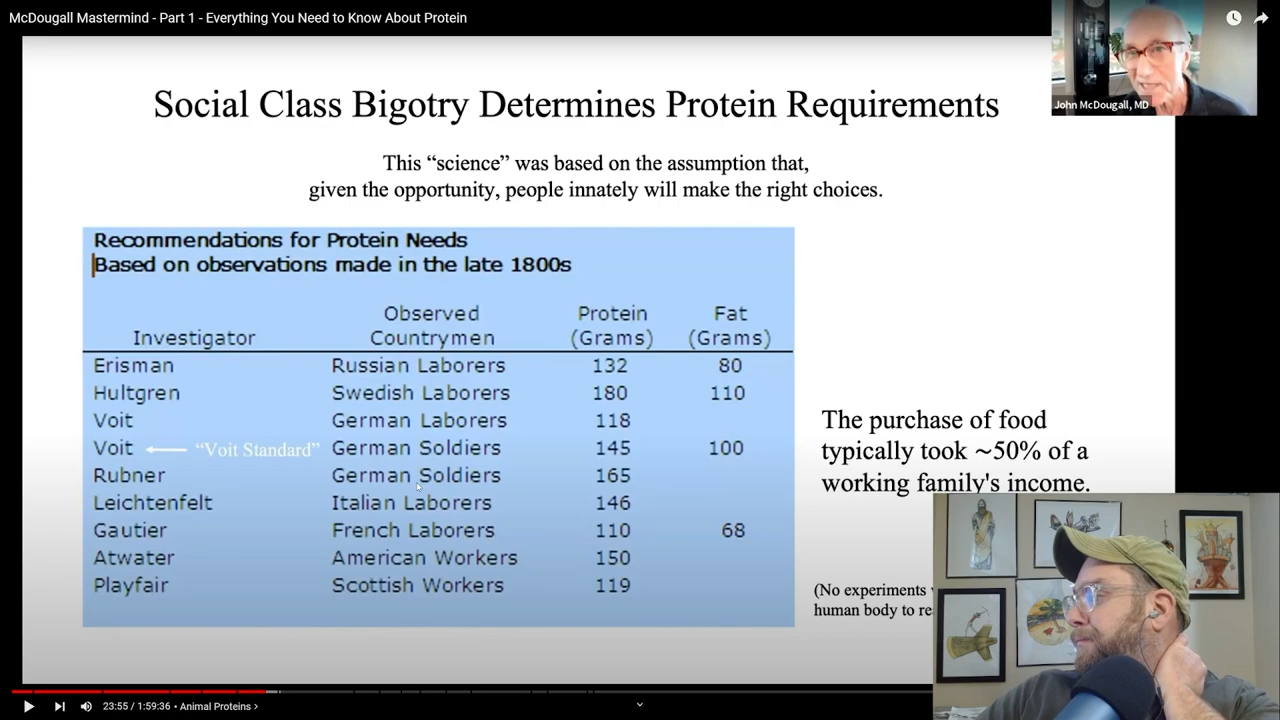 McDougall Mastermind - Part 1 - Everything You Need to Know About Protein
John McDougall, MD
Social Class Bigotry Determines Protein Requirements
This “science” was based on the assumption that,
given the opportunity, people innately will make the right choices.
Recommendations for Protein Needs
Based on observations made in the late 1800s
Observed Protein Fat
Investigator Countrymen (Grams) (Grams)
Erisman Russian Laborers 132 80
Hultgren Swedish Laborers 180 110
Voit German Laborers 118
Voit “Voit Standard” German Soldiers 145 100
Rubner German Soldiers 165
Leichtenfelt Italian Laborers 146
Gautier French Laborers 110 68
Atwater American Workers 150
Playfair Scottish Workers 119
The purchase of food
typically took ~50% of a
working family's income.
(No experiments
human body to
23:55 / 1:59:36 • Animal Proteins >